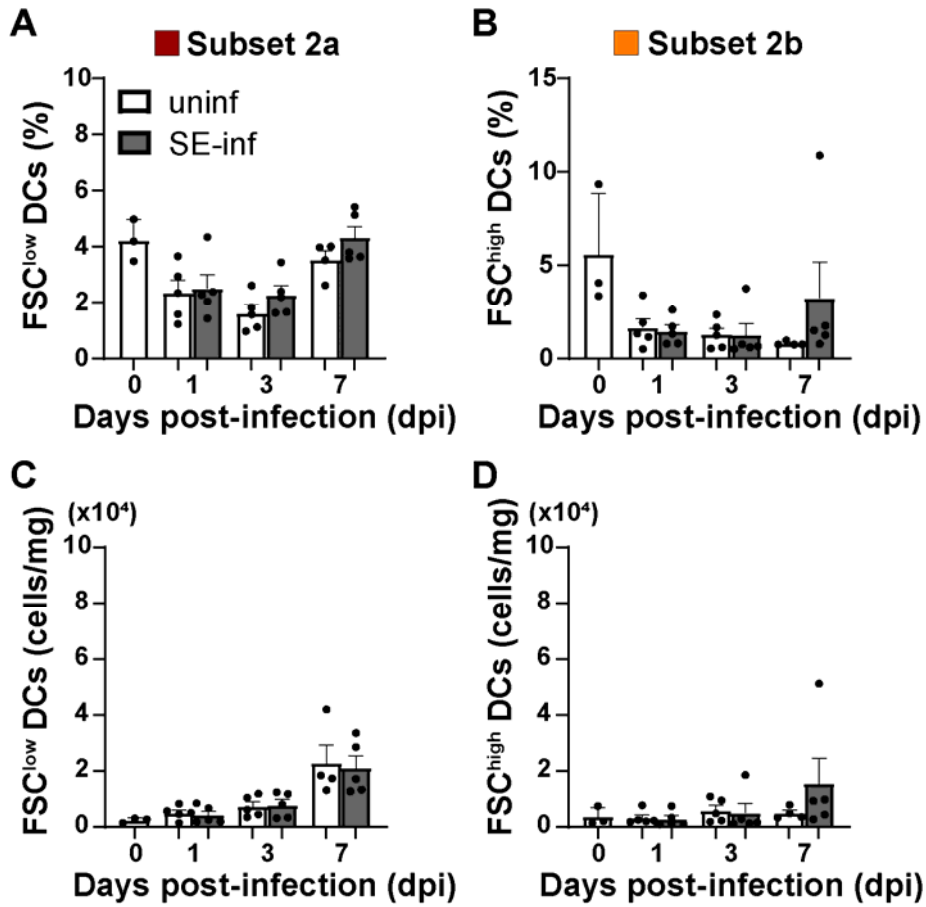 A
Subset 2a
FSClow DCs (%)
10
8
6
4
2
0
uninf
SE-inf
0 1 3 7
Days post-infection (dpi)
B
Subset 2b
FSChigh DCs (%)
15
10
5
0
0 1 3 7
Days post-infection (dpi)
C
FSClow DCs (cells/mg)
(x10⁴)
10
8
6
4
2
0
0 1 3 7
Days post-infection (dpi)
D
FSChigh DCs (cells/mg)
(x10⁴)
10
8
6
4
2
0
0 1 3 7
Days post-infection (dpi)